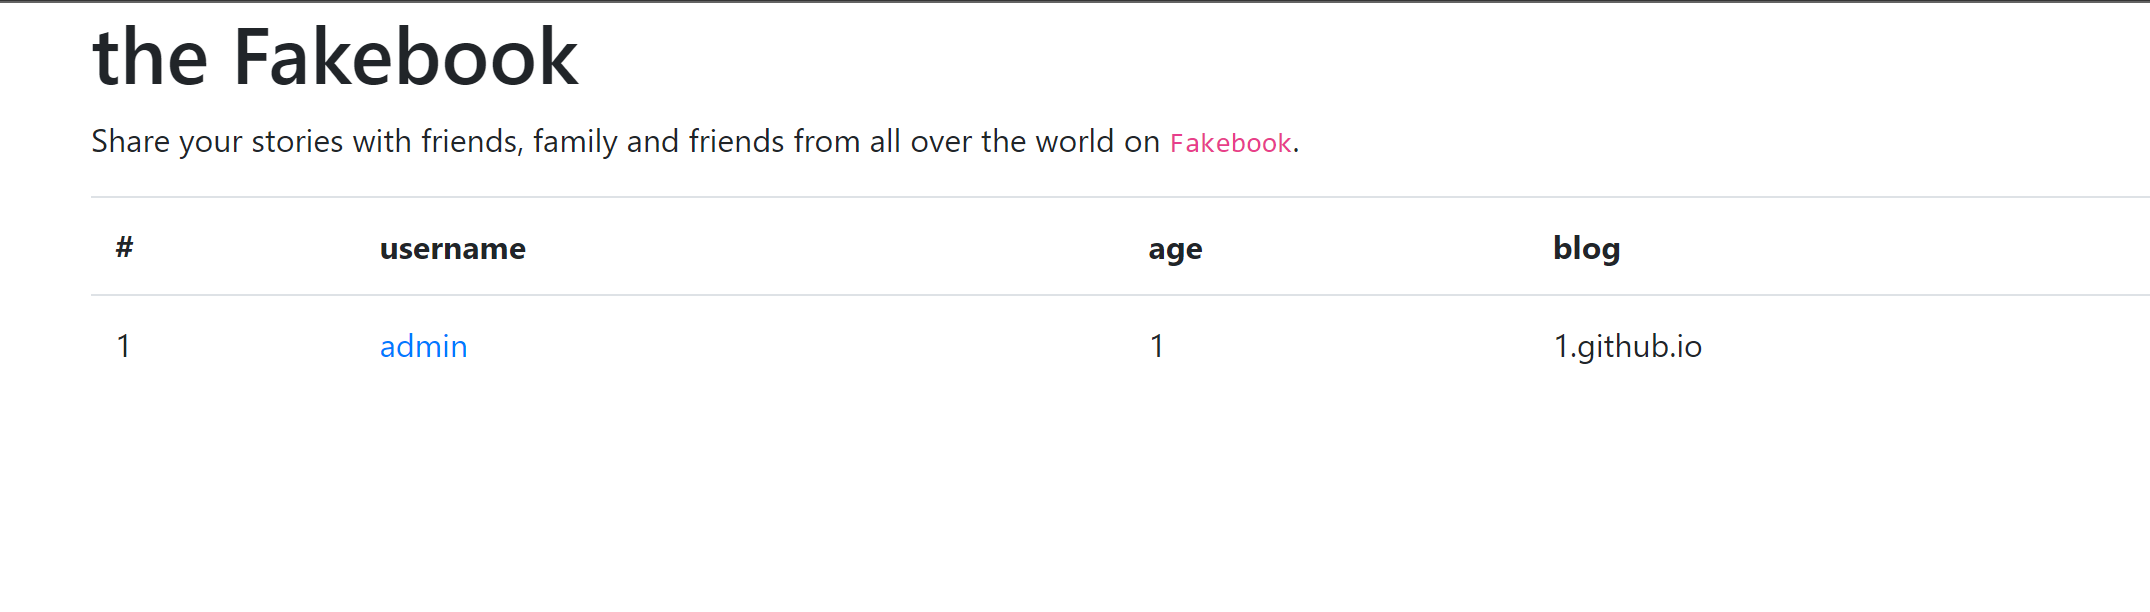 the Fakebook
Share your stories with friends, family and friends from all over the world on Fakebook.
# username age blog
1 admin 1 1.github.io